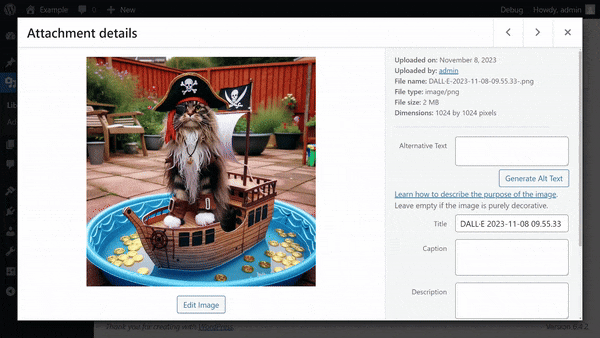 Example
0
New
Debug
Howdy, admin
Attachment details
Uploaded on: November 8, 2023
Uploaded by: admin
File name: DALL·E-2023-11-08-09.55.33-.png
File type: image/png
File size: 2 MB
Dimensions: 1024 by 1024 pixels
Alternative Text
Generate Alt Text
Learn how to describe the purpose of the image.
Leave empty if the image is purely decorative.
Title
DALL·E 2023-11-08 09.55.33
Caption
Description
Edit Image
Thank you for creating with WordPress.
Version 6.4.2